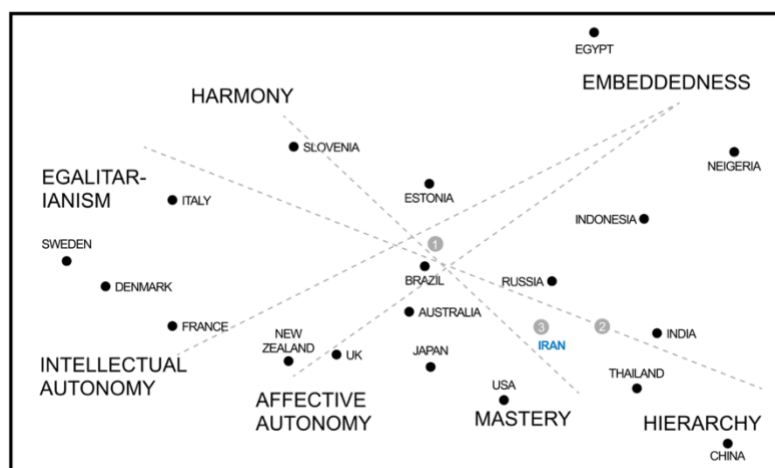 EGYPT
EMBEDDEDNESS
HARMONY
SLOVENIA
NEIGERIA
EGALITAR-
IANISM
ITALY
ESTONIA
INDONESIA
SWEDEN
1
DENMARK
BRAZIL
RUSSIA
FRANCE
AUSTRALIA
3
2
INDIA
IRAN
NEW
ZEALAND
UK
JAPAN
INTELLECTUAL
AUTONOMY
THAILAND
USA
AFFECTIVE
AUTONOMY
MASTERY
HIERARCHY
CHINA